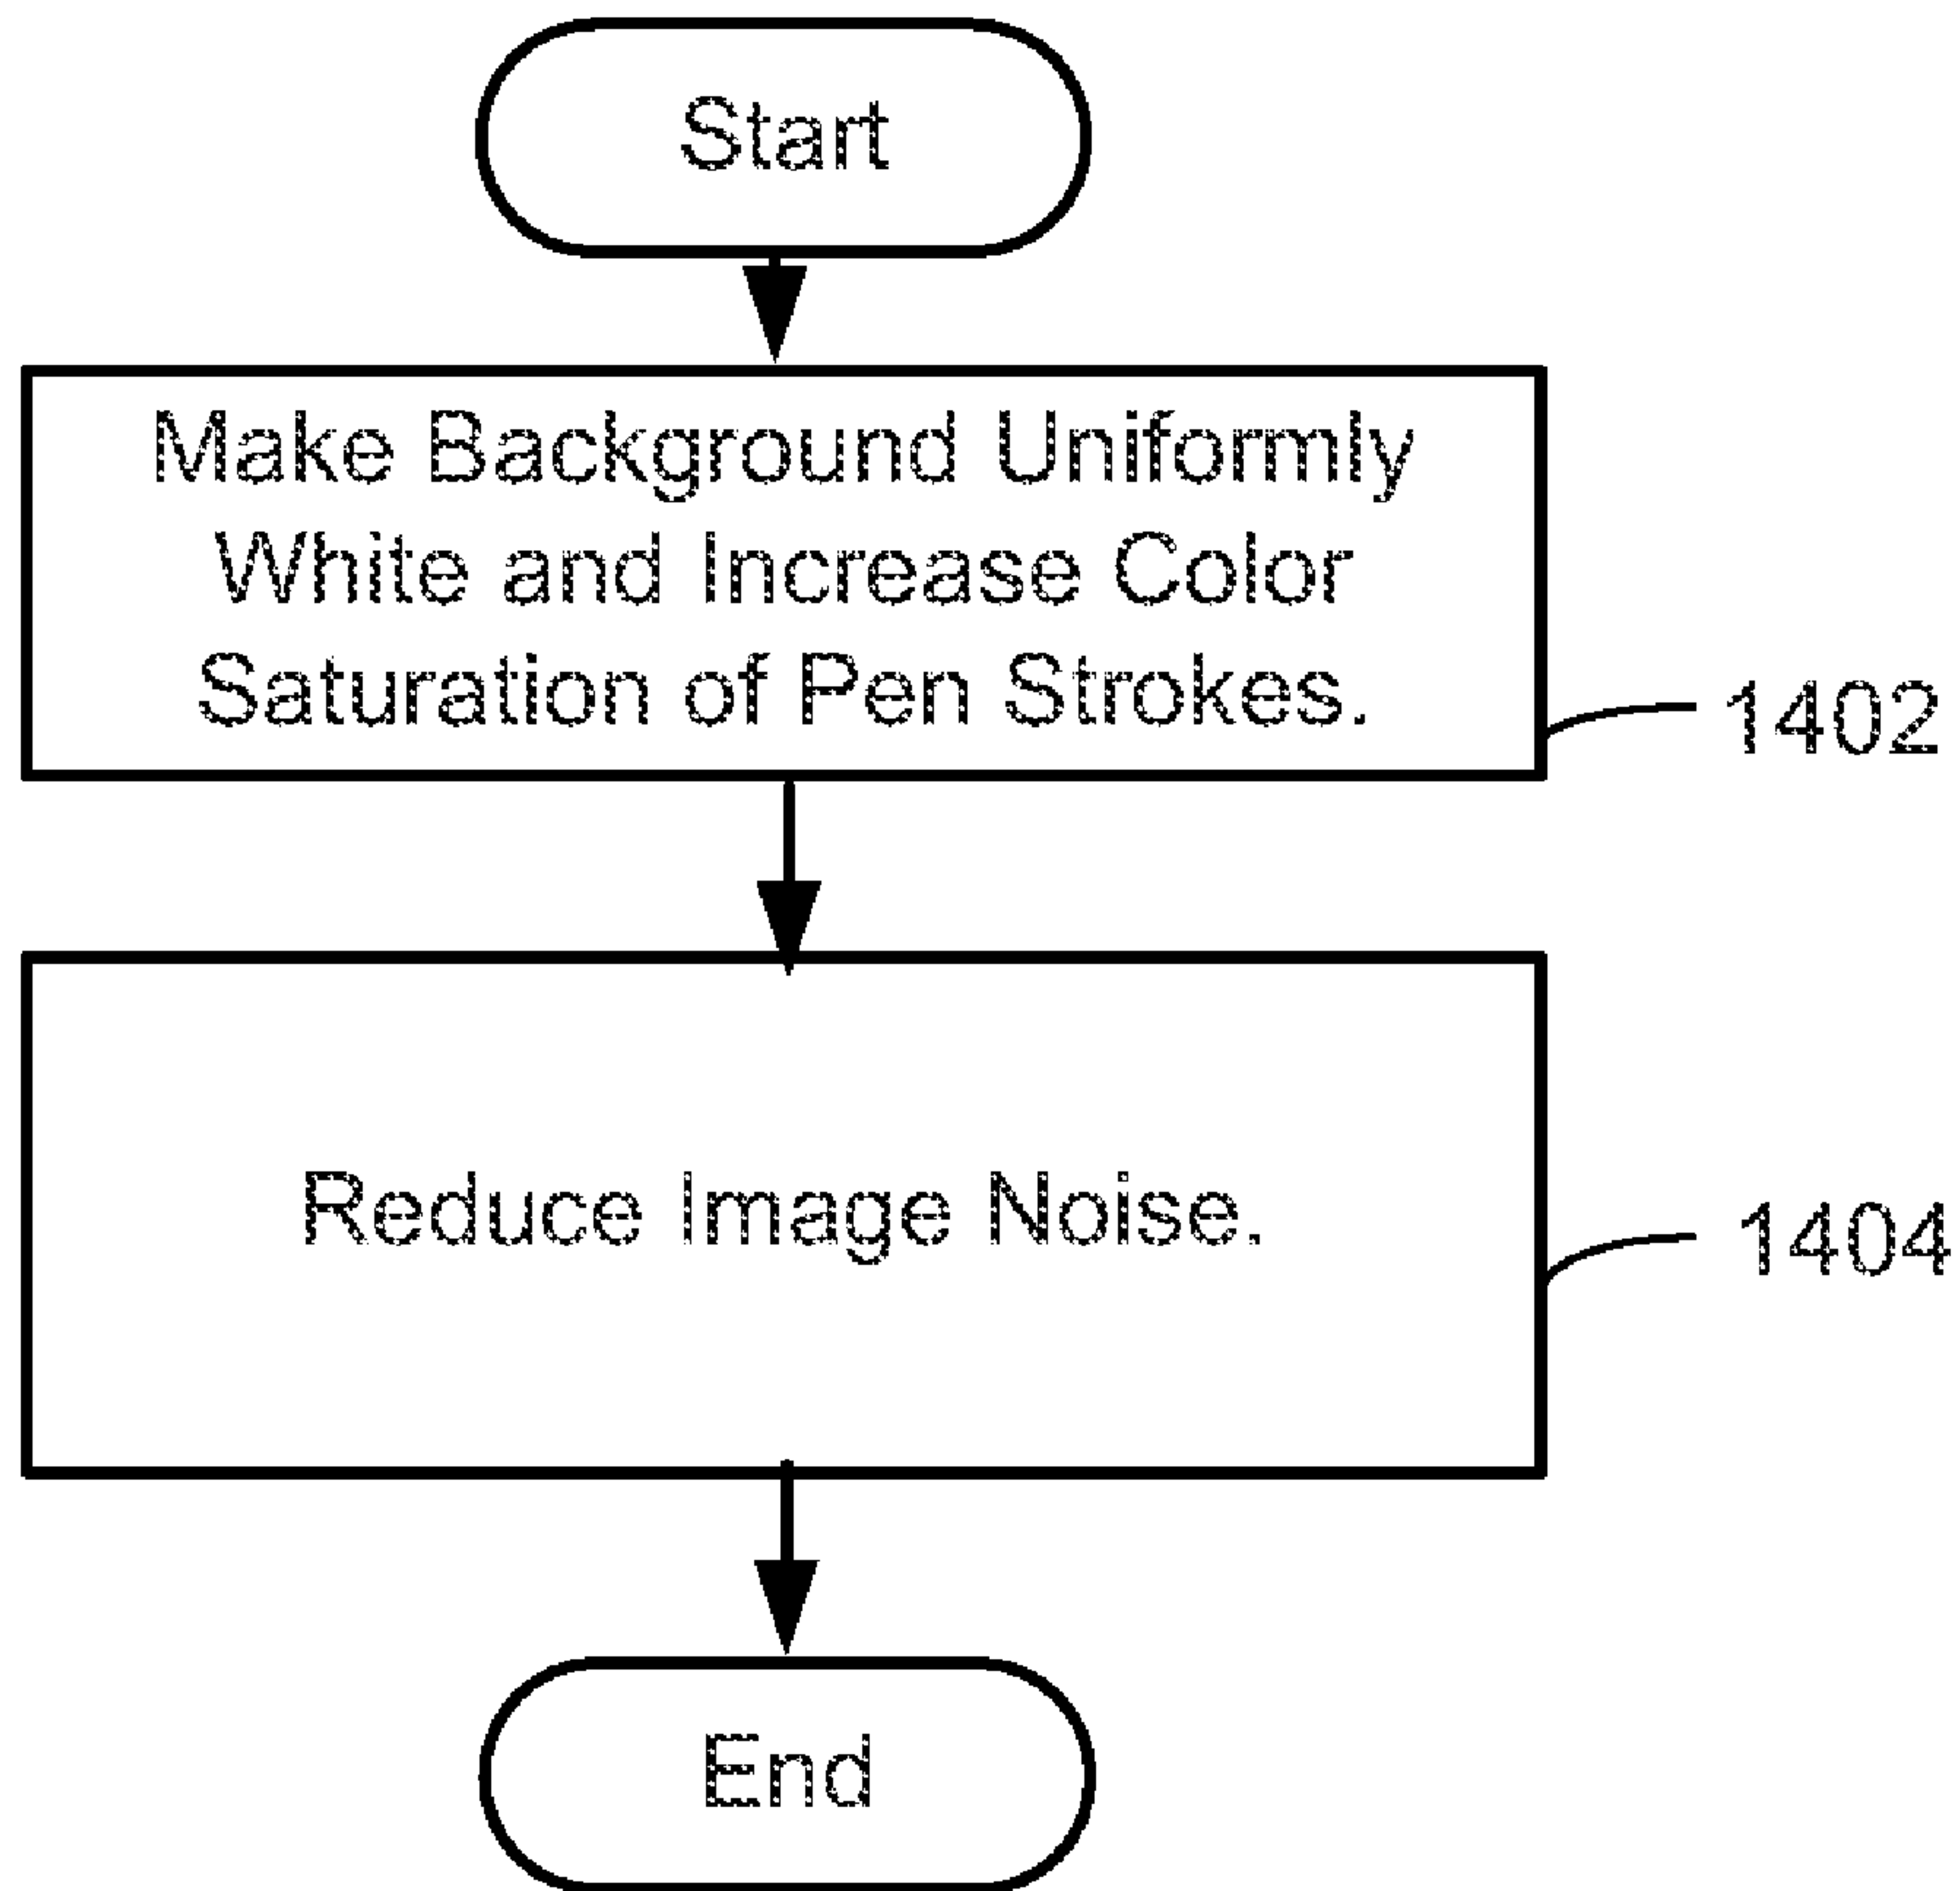 Start
Make Background Uniformly
White and Increase Color
Saturation of Pen Strokes.
1402
Reduce Image Noise.
1404
End